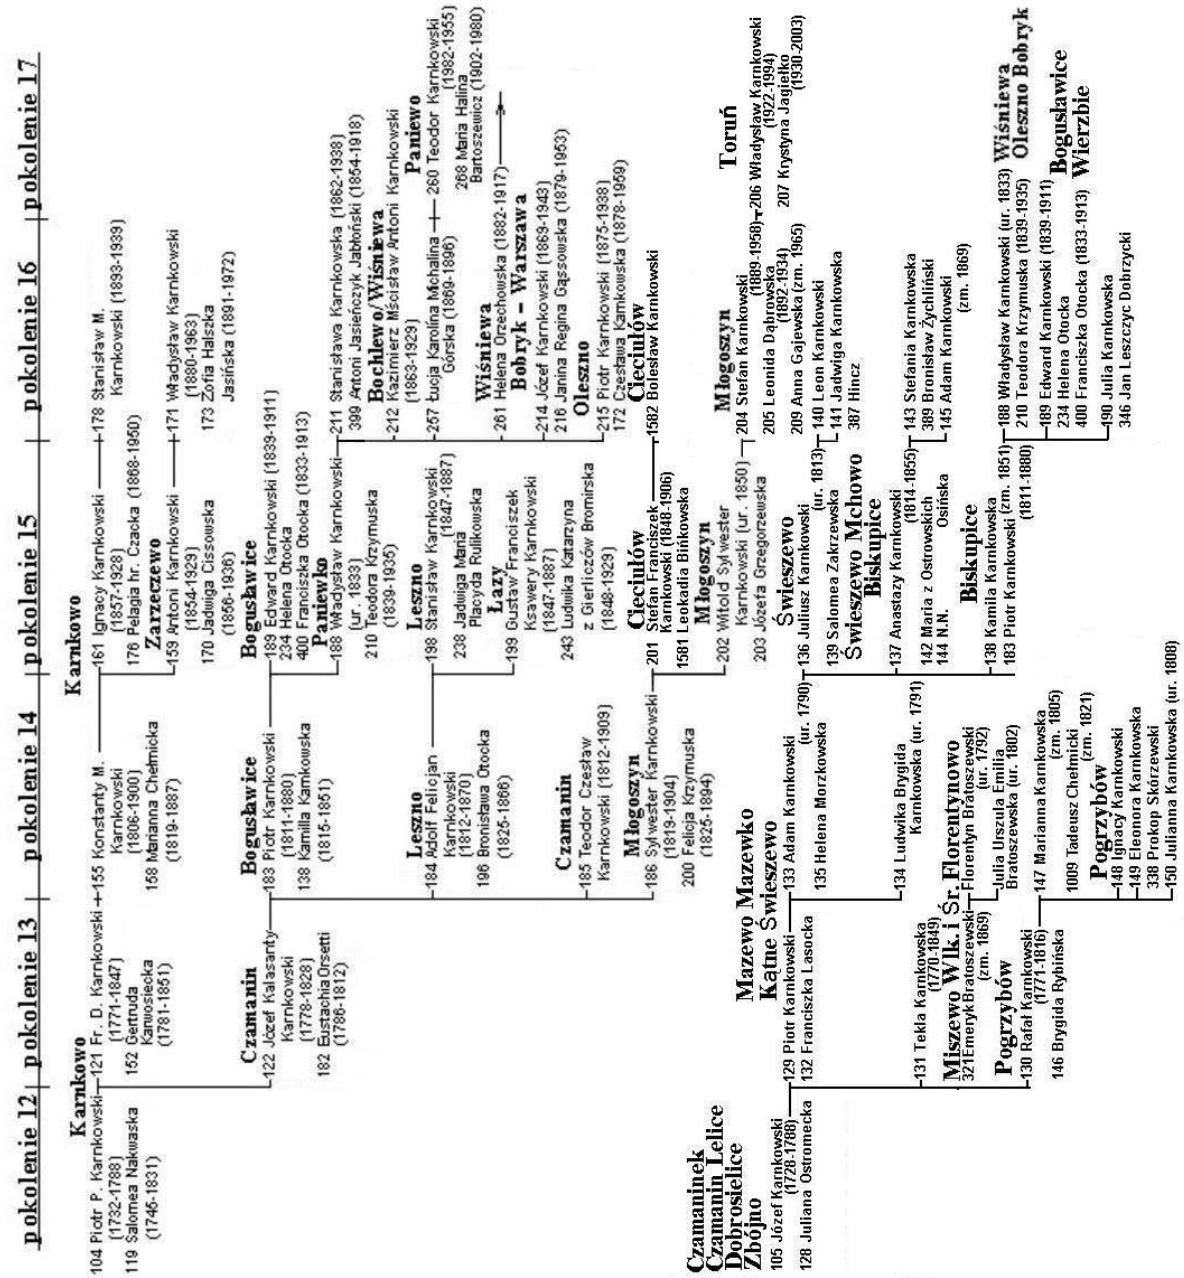 pokolenie 12
pokolenie 13
pokolenie 14
pokolenie 15
pokolenie 16
pokolenie 17
Karnkowo
104 Piotr P. Karnkowski
(1732-1788)
119 Salomea Nakwaska
(1746-1831)
121 Fr. D. Karnkowski
(1771-1847)
152 Gertruda
Karwosiecka
(1781-1851)
155 Konstanty M.
Karnkowski
(1806-1900)
158 Marianna Chełmicka
(1819-1887)
Karnkowo
161 Ignacy Karnkowski
(1857-1928)
176 Pelagia hr. Czacka (1868-1950)
Zarzeczewo
159 Antoni Karnkowski
(1854-1929)
170 Jadwiga Cissowska
(1856-1936)
178 Stanisław M.
Karnkowski (1893-1939)
171 Władysław Karnkowski
(1880-1963)
173 Zofia Halszka
Jasińska (1891-1972)
Czamanin
122 Józef Kalasanty
Karnkowski
(1778-1828)
182 Eustachia Orsetti
(1786-1812)
Bogusławice
183 Piotr Karnkowski
(1811-1880)
138 Kamilla Karnkowska
(1815-1851)
Bogusławice
189 Edward Karnkowski (1839-1911)
234 Helena Otocka
400 Franciszka Otocka (1833-1913)
Paniewko
188 Władysław Karnkowski
(ur. 1833)
210 Teodora Krzymuska
(1839-1935)
211 Stanisława Karnkowska (1862-1938)
399 Antoni Jasieńczyk Jabłoński (1854-1918)
Bochlewo/Wiśniewa
212 Kazimierz Mścisław Antoni Karnkowski
(1863-1929)
257 Łucja Karolina Michalina
Górska (1869-1896)
Paniewo
260 Teodor Karnkowski
(1982-1955)
268 Maria Halina
Bartoszewicz (1902-1980)
Wiśniewa
261 Helena Orzechowska (1882-1917)
Bobryk – Warszawa
214 Józef Karnkowski (1869-1943)
216 Janina Regina Gąssowska (1879-1953)
Oleszno
215 Piotr Karnkowski (1875-1938)
172 Czesława Karnkowska (1878-1959)
Leszno
184 Adolf Felicjan
Karnkowski
(1812-1870)
196 Bronisława Otocka
(1825-1866)
Leszno
198 Stanisław Karnkowski
(1847-1887)
238 Jadwiga Maria
Placyda Rulikowska
Łazy
199 Gustaw Franciszek
Ksawery Karnkowski
(1847-1887)
243 Ludwika Katarzyna
z Gierliczów Bromirska
(1848-1929)
Czamanin
185 Teodor Czesław
Karnkowski (1812-1909)
Młogoszyn
186 Sylwester Karnkowski
(1819-1904)
200 Felicja Krzymuska
(1825-1894)
Cieciułów
201 Stefan Franciszek
Karnkowski (1848-1906)
1581 Leokadia Bińkowska
Cieciułów
1582 Bolesław Karnkowski
Młogoszyn
202 Witold Sylwester
Karnkowski (ur. 1850)
203 Józefa Grzegorzewska
Młogoszyn
204 Stefan Karnkowski
(1889-1958)
205 Leonida Dąbrowska
(1892-1934)
209 Anna Gajewska (zm. 1965)
Toruń
206 Władysław Karnkowski
(1922-1994)
207 Krystyna Jagiełko
(1930-2003)
Czamaninek
Czamanin Lelice
Dobrosielice
Zbójno
105 Józef Karnkowski
(1728-1788)
128 Juliana Ostromecka
Mazewo Mazewko
Kątne Świeszewo
129 Piotr Karnkowski
132 Franciszka Lasocka
131 Tekla Karnkowska
(1770-1849)
Miszewo Wlk. i Śr. Florentynowo
321 Emeryk Bratoszewski
(zm. 1869)
Florentyn Bratoszewski
(ur. 1792)
Julia Urszula Emilia
Bratoszewska (ur. 1802)
Pogrzybów
130 Rafał Karnkowski
(1771-1816)
146 Brygida Rybińska
133 Adam Karnkowski
(ur. 1790)
135 Helena Morzkowska
134 Ludwika Brygida
Karnkowska (ur. 1791)
147 Marianna Karnkowska
(zm. 1805)
1009 Tadeusz Chełmicki
(zm. 1821)
Pogrzybów
148 Ignacy Karnkowski
149 Eleonora Karnkowska
338 Prokop Skórzewski
150 Julianna Karnkowska (ur. 1808)
Świeszewo
136 Juliusz Karnkowski
(ur. 1813)
139 Salomea Zakrzewska
Świeszewo Mchowo
Biskupice
137 Anastazy Karnkowski
(1814-1855)
142 Maria z Ostrowskich
144 N.N. Osińska
Biskupice
138 Kamila Karnkowska
183 Piotr Karnkowski (zm. 1851)
(1811-1880)
140 Leon Karnkowski
141 Jadwiga Karnkowska
387 Hincz
143 Stefania Karnkowska
389 Bronisław Żychliński
145 Adam Karnkowski
(zm. 1869)
188 Władysław Karnkowski (ur. 1833)
210 Teodora Krzymuska (1839-1935)
Wiśniewa
Oleszno Bobryk
189 Edward Karnkowski (1839-1911)
234 Helena Otocka
400 Franciszka Otocka (1833-1913)
Bogusławice
Wierzbie
190 Julia Karnkowska
346 Jan Leszczyc Dobrzycki